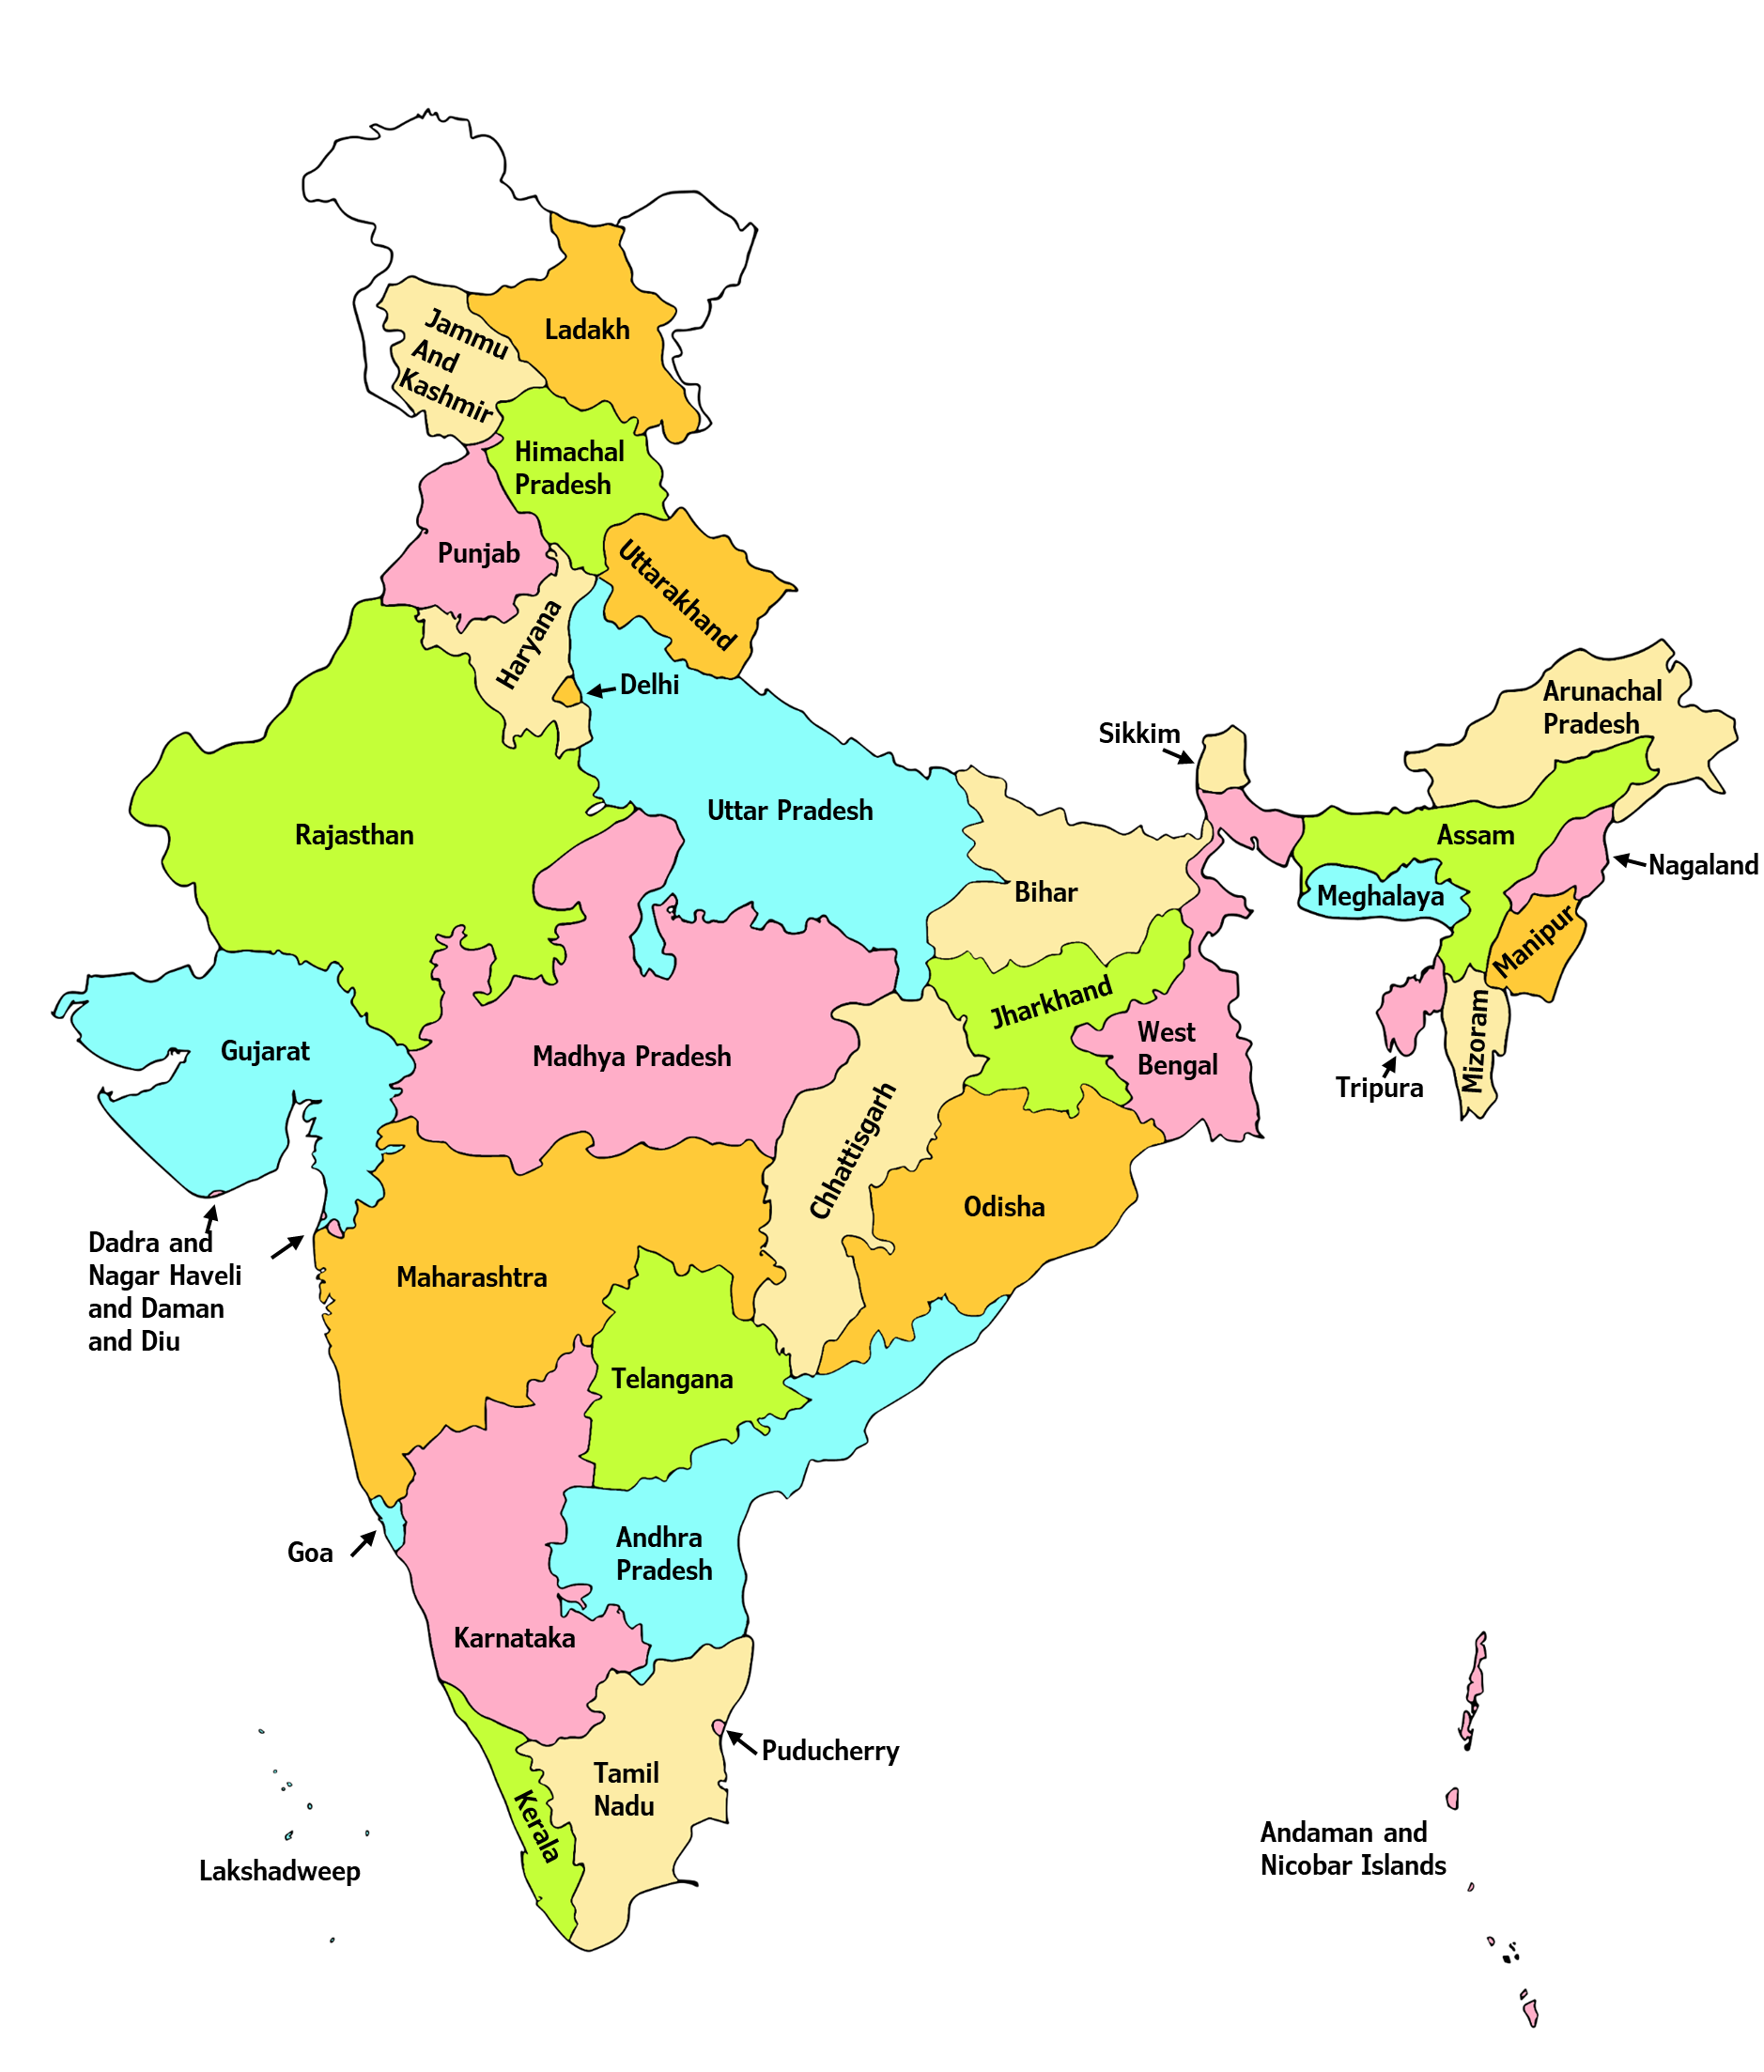 Jammu
And
Kashmir
Ladakh
Himachal
Pradesh
Punjab
Uttarakhand
Haryana
Delhi
Arunachal
Pradesh
Sikkim
Rajasthan
Uttar Pradesh
Assam
Nagaland
Bihar
Meghalaya
Manipur
Jharkhand
Gujarat
Madhya Pradesh
West
Bengal
Mizoram
Tripura
Chhattisgarh
Odisha
Dadra and
Nagar Haveli
and Daman
and Diu
Maharashtra
Telangana
Goa
Andhra
Pradesh
Karnataka
Puducherry
Tamil
Nadu
Kerala
Lakshadweep
Andaman and
Nicobar Islands